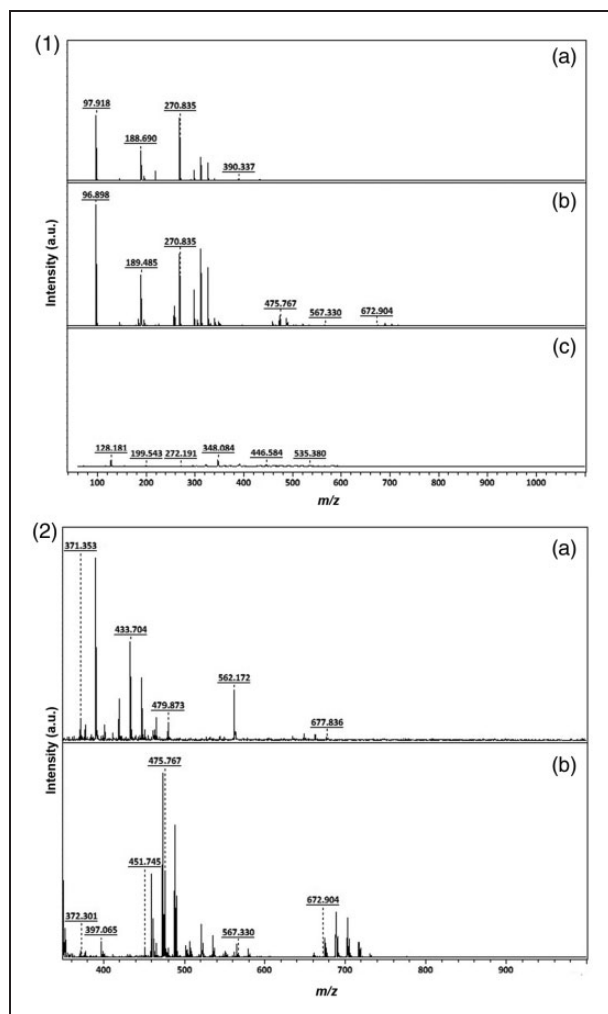 (1)
(a)
97.918
270.835
188.690
390.337
(b)
96.898
270.835
189.485
475.767
567.330
672.904
(c)
128.181
199.543
272.191
348.084
446.584
535.380
Intensity (a.u.)
100 200 300 400 500 600 700 800 900 1000
m/z
(2)
(a)
371.353
433.704
562.172
479.873
677.836
(b)
475.767
451.745
372.301
397.065
567.330
672.904
Intensity (a.u.)
400 500 600 700 800 900
m/z